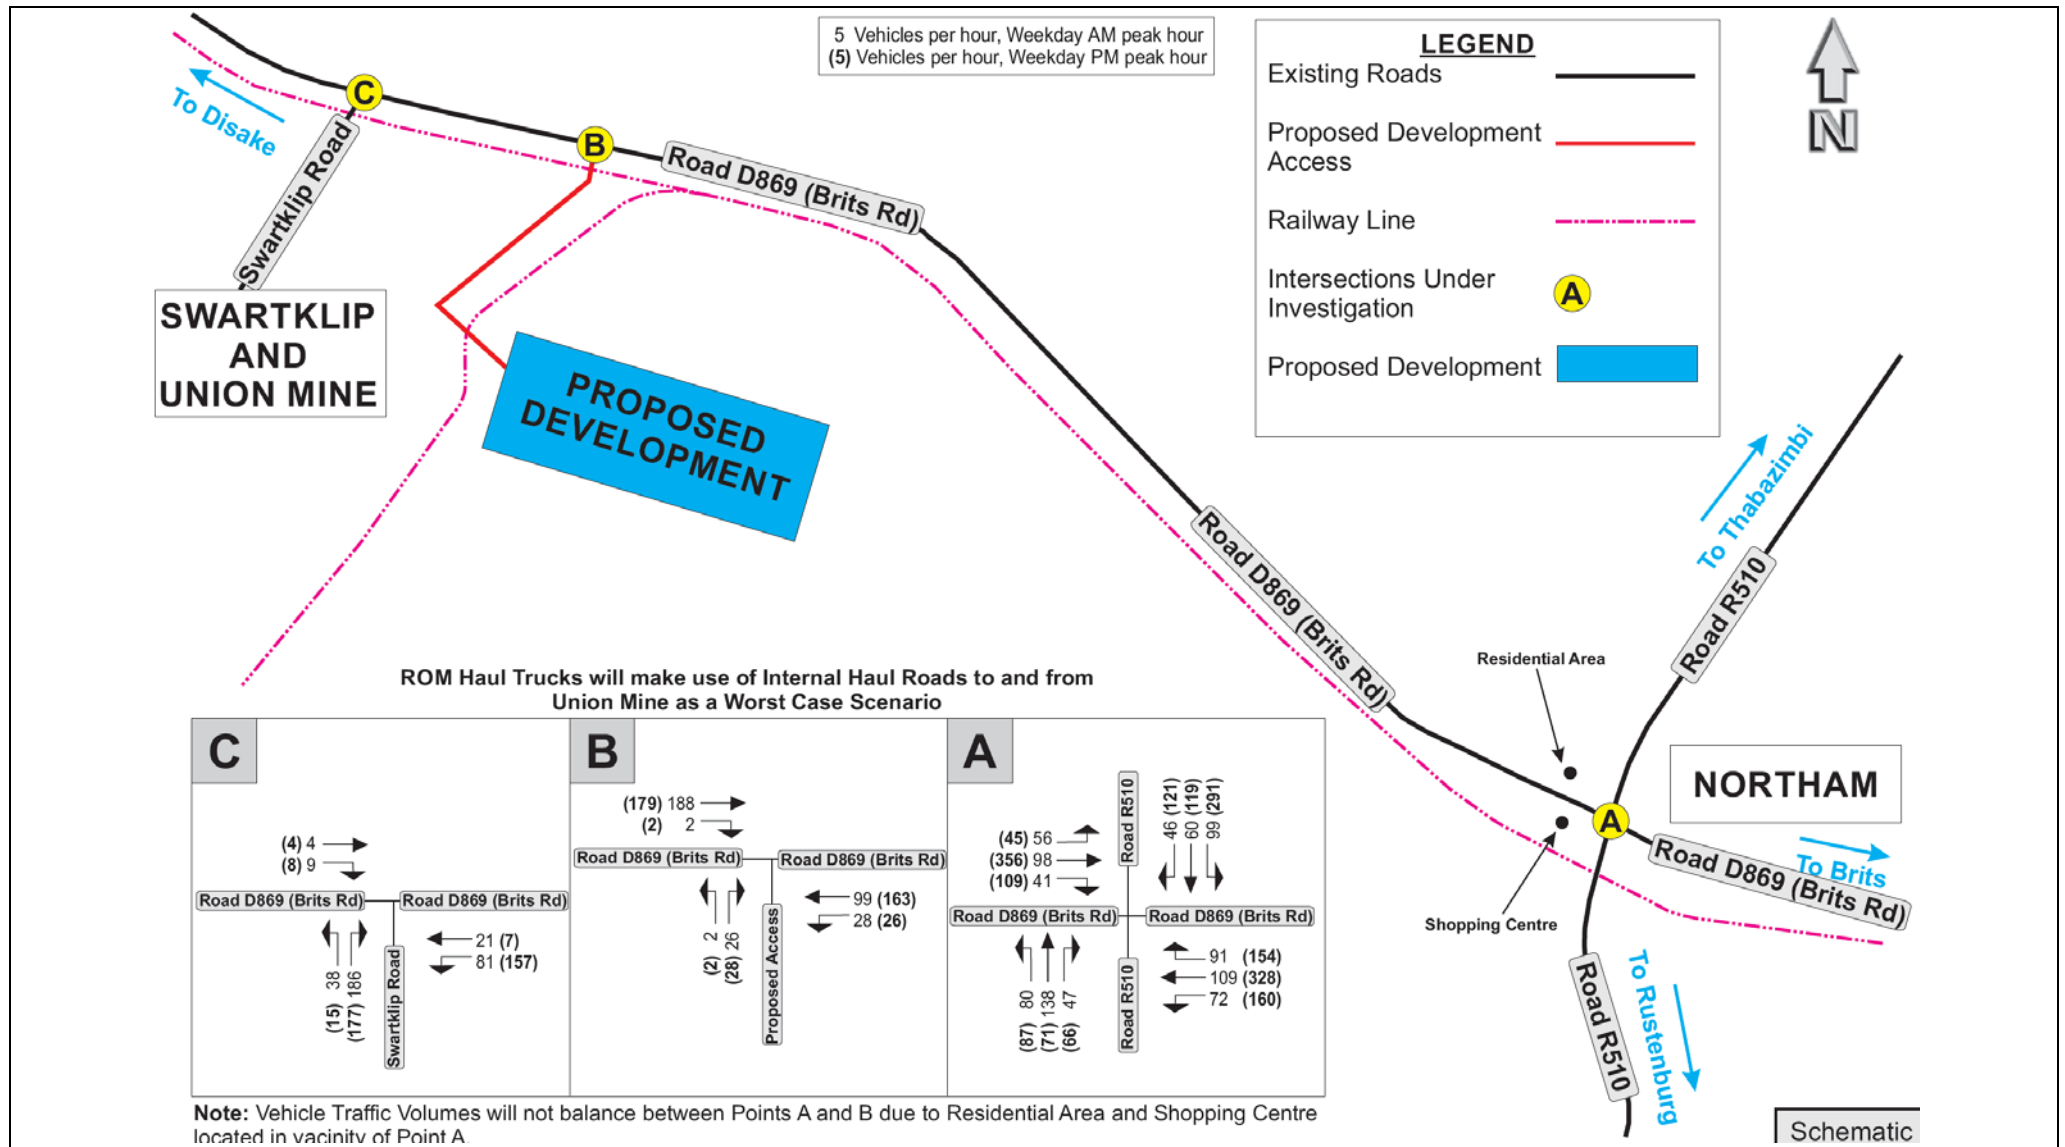 5 Vehicles per hour, Weekday AM peak hour
(5) Vehicles per hour, Weekday PM peak hour
LEGEND
Existing Roads
Proposed Development
Access
Railway Line
Intersections Under
Investigation
A
Proposed Development
N
C
B
To Disake
Swartklip Road
Road D869 (Brits Rd)
SWARTKLIP
AND
UNION MINE
PROPOSED
DEVELOPMENT
Road D869 (Brits Rd)
To Thabazimbi
Road R510
Residential Area
NORTHAM
A
Road D869 (Brits Rd)
To Brits
Shopping Centre
Road R510
To Rustenburg
ROM Haul Trucks will make use of Internal Haul Roads to and from
Union Mine as a Worst Case Scenario
C
(4) 4
(8) 9
Road D869 (Brits Rd)
Road D869 (Brits Rd)
21 (7)
81 (157)
(15) 38
(177) 186
Swartklip Road
B
(179) 188
(2) 2
Road D869 (Brits Rd)
Road D869 (Brits Rd)
99 (163)
28 (26)
(2) 2
(28) 26
Proposed Access
A
Road R510
46 (121)
60 (119)
99 (291)
(45) 56
(356) 98
(109) 41
Road D869 (Brits Rd)
Road D869 (Brits Rd)
91 (154)
109 (328)
72 (160)
(87) 80
(71) 138
(66) 47
Road R510
Note: Vehicle Traffic Volumes will not balance between Points A and B due to Residential Area and Shopping Centre
located in vacinity of Point A.
Schematic